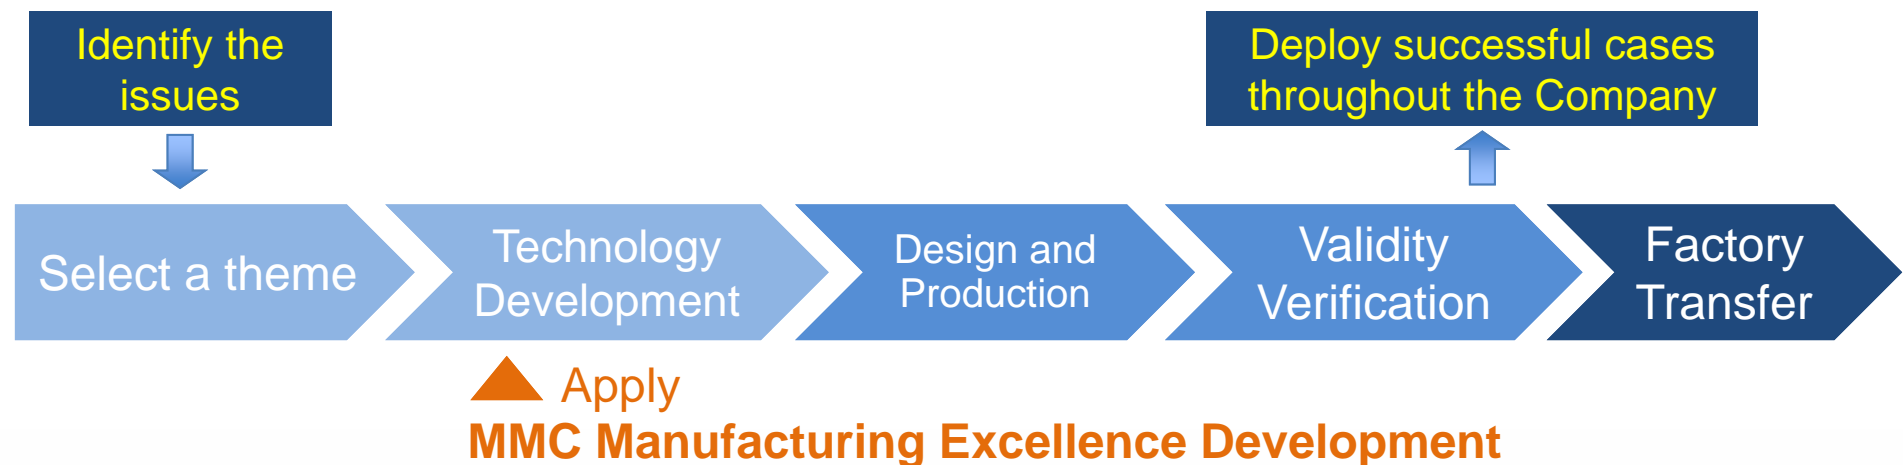 Identify the
issues
Deploy successful cases
throughout the Company
Select a theme
Technology
Development
Design and
Production
Validity
Verification
Factory
Transfer
Apply
MMC Manufacturing Excellence Development